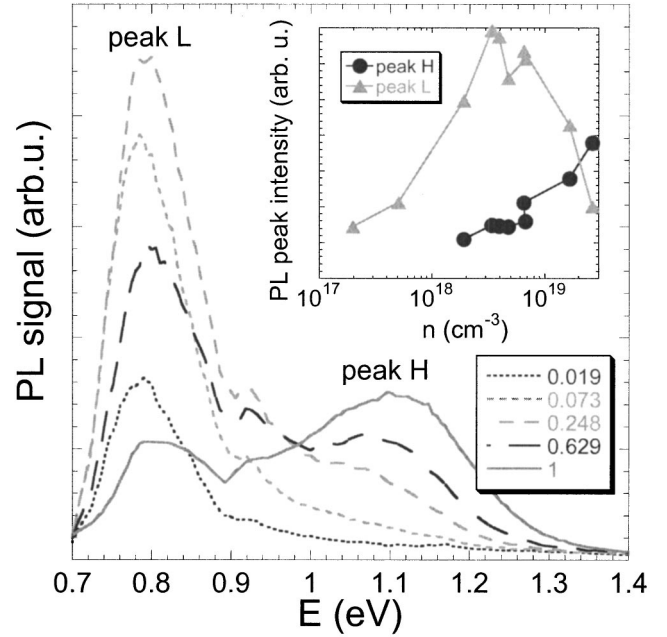 peak L
peak H
peak L
PL peak intensity (arb. u.)
10^17
10^18
10^19
n (cm^-3)
PL signal (arb.u.)
peak H
0.019
0.073
0.248
0.629
1
0.7
0.8
0.9
1
1.1
1.2
1.3
1.4
E (eV)